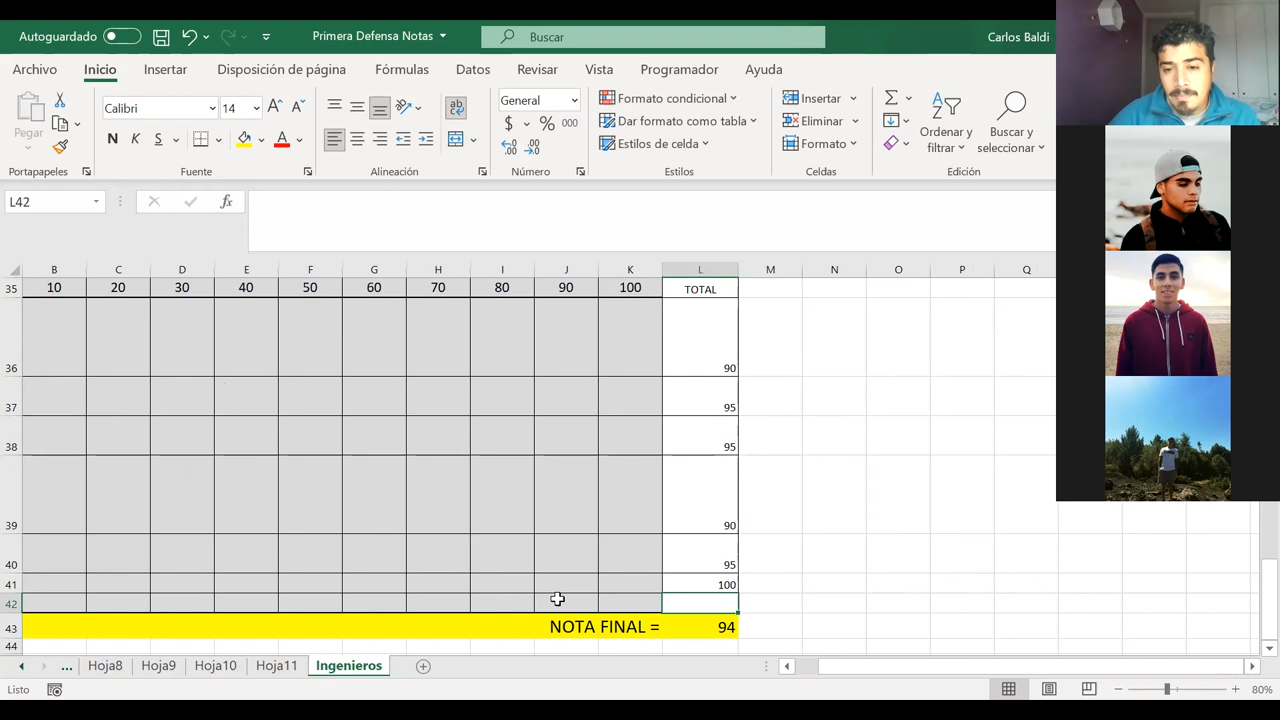 Autoguardado Primera Defensa Notas Buscar Carlos Baldi
Archivo Inicio Insertar Disposición de página Fórmulas Datos Revisar Vista Programador Ayuda
Calibri 14 General Formato condicional Insertar
Pegar Dar formato como tabla Eliminar
N K S A $ % 000 Estilos de celda Formato
Ordenar y filtrar
Buscar y seleccionar
Portapapeles Fuente Alineación Número Estilos Celdas Edición
L42 fx
B C D E F G H I J K L M N O P Q
35 10 20 30 40 50 60 70 80 90 100 TOTAL
36 90
37 95
38 95
39 90
40 95
41 100
42
43 NOTA FINAL = 94
44
... Hoja8 Hoja9 Hoja10 Hoja11 Ingenieros
Listo 80%